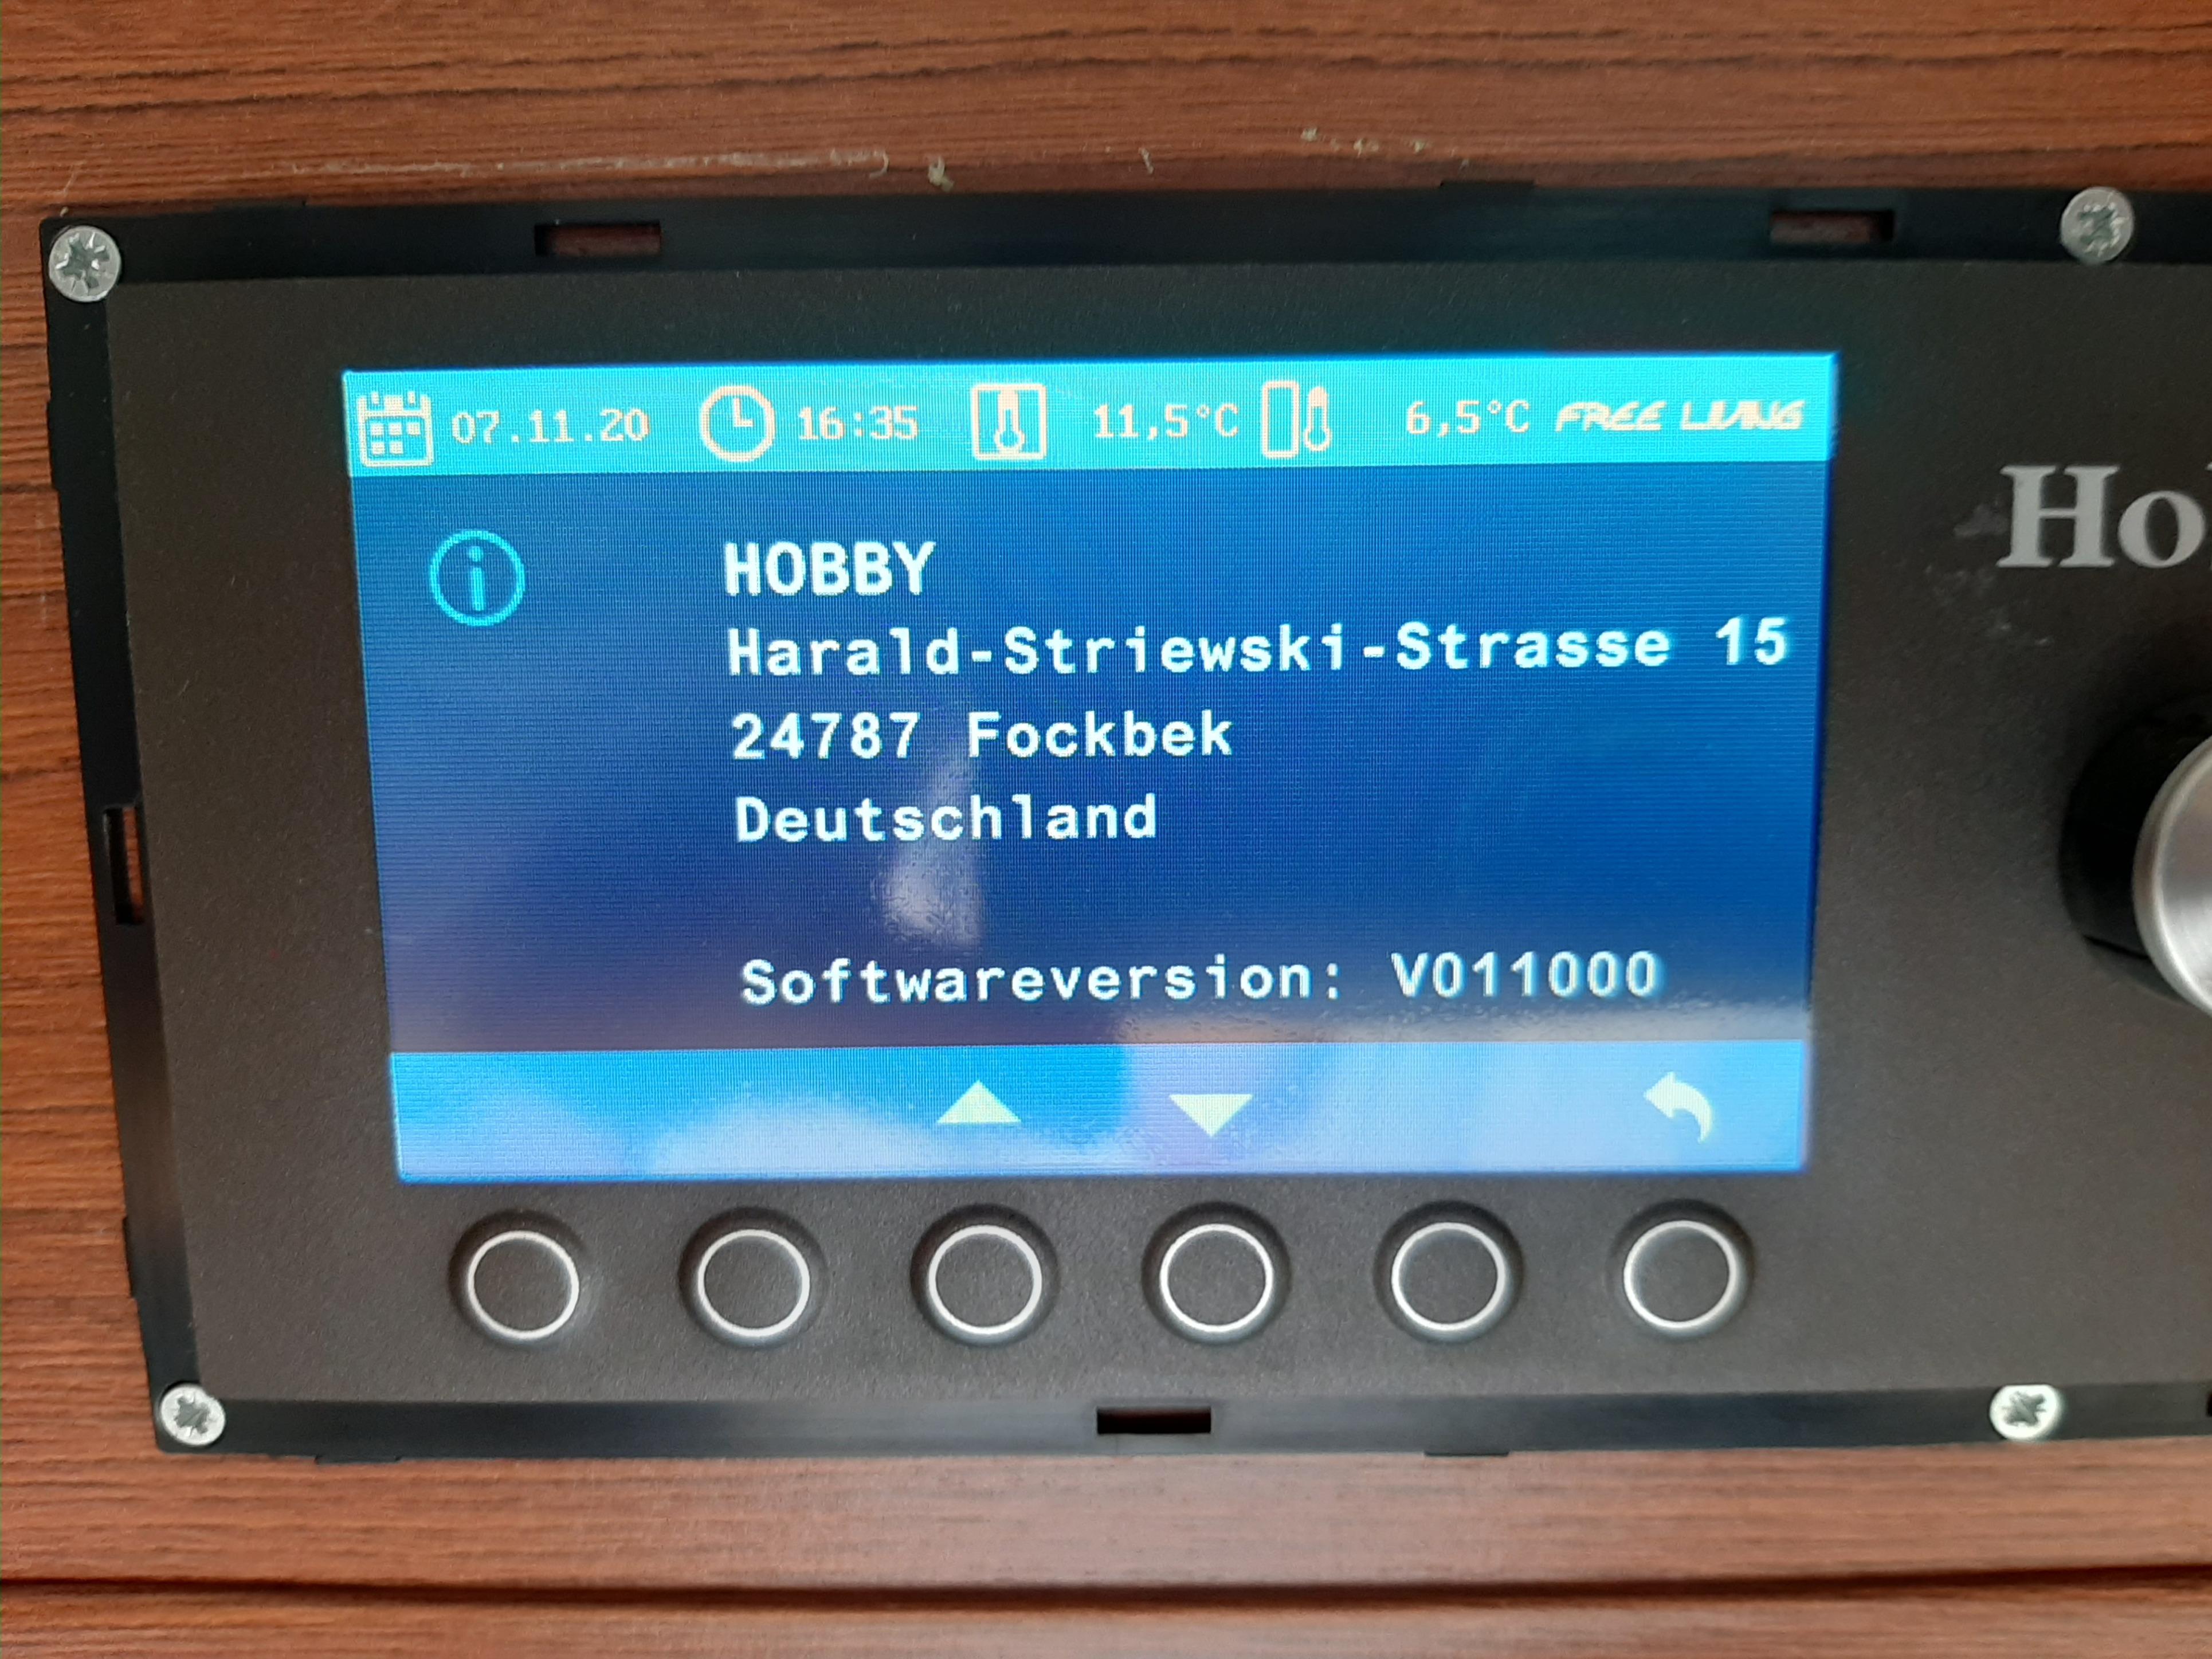 07.11.20 16:35 11,5°C 6,5°C FREE LIVING
HOBBY
Harald-Striewski-Strasse 15
24787 Fockbek
Deutschland
Softwareversion: V011000
Ho